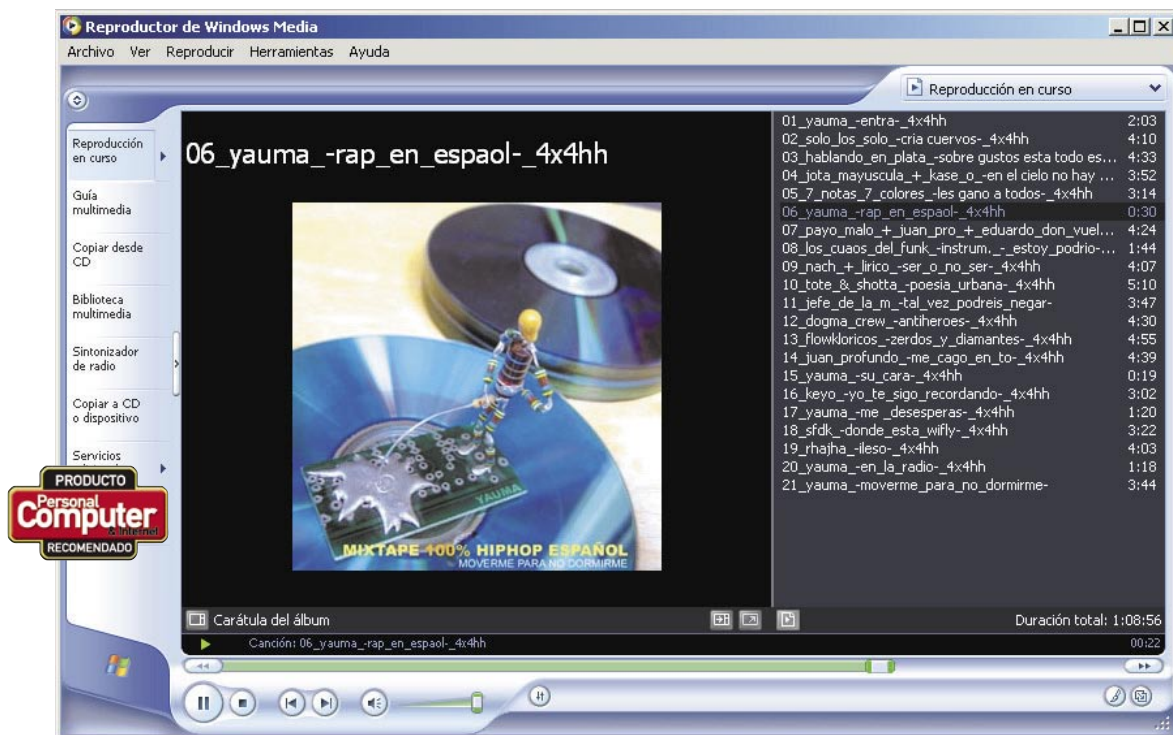 Reproductor de Windows Media
Archivo Ver Reproducir Herramientas Ayuda
Reproducción en curso
Reproducción
en curso
Guía
multimedia
Copiar desde
CD
Biblioteca
multimedia
Sintonizador
de radio
Copiar a CD
o dispositivo
Servicios
PRODUCTO
Personal
Computer
& Internet
RECOMENDADO
06_yauma_-rap_en_espaol-_4x4hh
YAUMA
MIXTAPE 100% HIPHOP ESPAÑOL
MOVERME PARA NO DORMIRME
01_yauma_-entra-_4x4hh 2:03
02_solo_los_solo_-cria cuervos-_4x4hh 4:10
03_hablando_en_plata_-sobre gustos esta todo es... 4:33
04_jota_mayuscula_+_kase_o_-en el cielo no hay ... 3:52
05_7_notas_7_colores_-les gano a todos-_4x4hh 3:14
06_yauma_-rap_en_espaol-_4x4hh 0:30
07_payo_malo_+_juan_pro_+_eduardo_don_vuel... 4:24
08_los_cuaos_del_funk_-instrum._-_estoy_podrio-... 1:44
09_nach_+_lirico_-ser_o_no_ser-_4x4hh 4:07
10_tote_&_shotta_-poesia_urbana-_4x4hh 5:10
11_jefe_de_la_m_-tal_vez_podreis_negar- 3:47
12_dogma_crew_-antiheroes-_4x4hh 4:30
13_flowkloricos_-zerdos_y_diamantes-_4x4hh 4:55
14_juan_profundo_-me_cago_en_to-_4x4hh 4:39
15_yauma_-su_cara-_4x4hh 0:19
16_keyo_-yo_te_sigo_recordando-_4x4hh 3:02
17_yauma_-me _desesperas-_4x4hh 1:20
18_sfdk_-donde_esta_wifly-_4x4hh 3:22
19_rhajha_-ileso-_4x4hh 4:03
20_yauma_-en_la_radio-_4x4hh 1:18
21_yauma_-moverme_para_no_dormirme- 3:44
Carátula del álbum
Duración total: 1:08:56
Canción: 06_yauma_-rap_en_espaol-_4x4hh 00:22